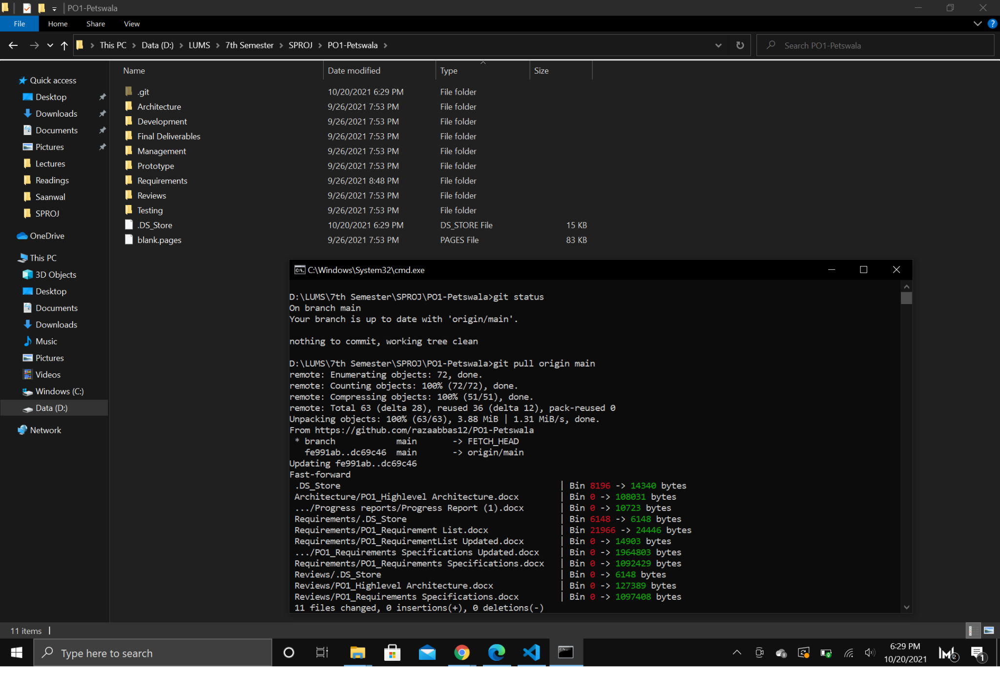 PO1-Petswala
File Home Share View
This PC > Data (D:) > LUMS > 7th Semester > SPROJ > PO1-Petswala >
Search PO1-Petswala
Name Date modified Type Size
.git 10/20/2021 6:29 PM File folder
Architecture 9/26/2021 7:53 PM File folder
Development 9/26/2021 7:53 PM File folder
Final Deliverables 9/26/2021 7:53 PM File folder
Management 9/26/2021 7:53 PM File folder
Prototype 9/26/2021 7:53 PM File folder
Requirements 9/26/2021 8:48 PM File folder
Reviews 9/26/2021 7:53 PM File folder
Testing 9/26/2021 7:53 PM File folder
.DS_Store 10/20/2021 6:29 PM DS_STORE File 15 KB
blank.pages 9/26/2021 7:53 PM PAGES File 83 KB
Quick access
Desktop
Downloads
Documents
Pictures
Lectures
Readings
Saanwal
SPROJ
OneDrive
This PC
3D Objects
Desktop
Documents
Downloads
Music
Pictures
Videos
Windows (C:)
Data (D:)
Network
C:\Windows\System32\cmd.exe
D:\LUMS\7th Semester\SPROJ\PO1-Petswala>git status
On branch main
Your branch is up to date with 'origin/main'.
nothing to commit, working tree clean
D:\LUMS\7th Semester\SPROJ\PO1-Petswala>git pull origin main
remote: Enumerating objects: 72, done.
remote: Counting objects: 100% (72/72), done.
remote: Compressing objects: 100% (51/51), done.
remote: Total 63 (delta 28), reused 36 (delta 12), pack-reused 0
Unpacking objects: 100% (63/63), 3.88 MiB | 1.31 MiB/s, done.
From https://github.com/razaabbas12/PO1-Petswala
* branch main -> FETCH_HEAD
fe991ab..dc69c46 main -> origin/main
Updating fe991ab..dc69c46
Fast-forward
.DS_Store | Bin 8196 -> 14340 bytes
Architecture/PO1_Highlevel Architecture.docx | Bin 0 -> 108031 bytes
.../Progress reports/Progress Report (1).docx | Bin 0 -> 10723 bytes
Requirements/.DS_Store | Bin 6148 -> 6148 bytes
Requirements/PO1_Requirement List.docx | Bin 21966 -> 24446 bytes
Requirements/PO1_RequirementList Updated.docx | Bin 0 -> 14903 bytes
.../PO1_Requirements Specifications Updated.docx | Bin 0 -> 1964803 bytes
Requirements/PO1_Requirements Specifications.docx | Bin 0 -> 1092429 bytes
Reviews/.DS_Store | Bin 0 -> 6148 bytes
Reviews/PO1_Highlevel Architecture.docx | Bin 0 -> 127389 bytes
Reviews/PO1_Requirements Specifications.docx | Bin 0 -> 1097408 bytes
11 files changed, 0 insertions(+), 0 deletions(-)
11 items
Type here to search
6:29 PM
10/20/2021
2
1